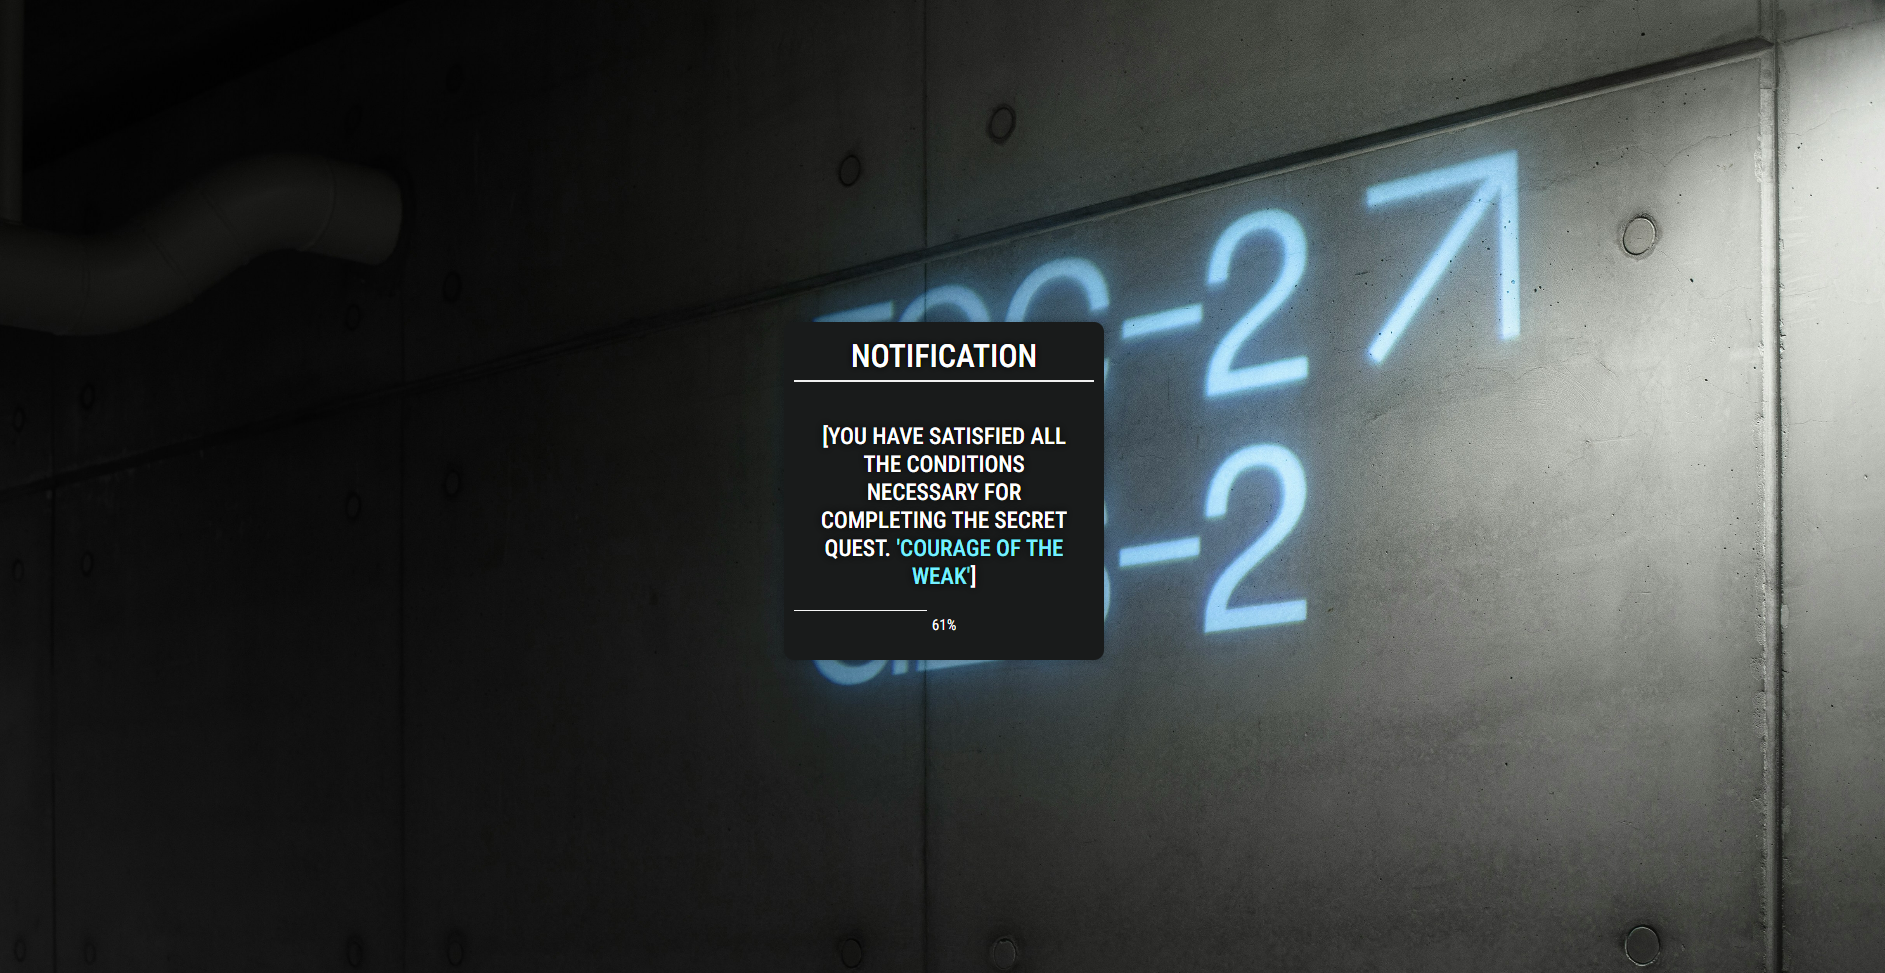 -2
NOTIFICATION
[YOU HAVE SATISFIED ALL
THE CONDITIONS
NECESSARY FOR
COMPLETING THE SECRET
QUEST. 'COURAGE OF THE
WEAK']
-2
61%